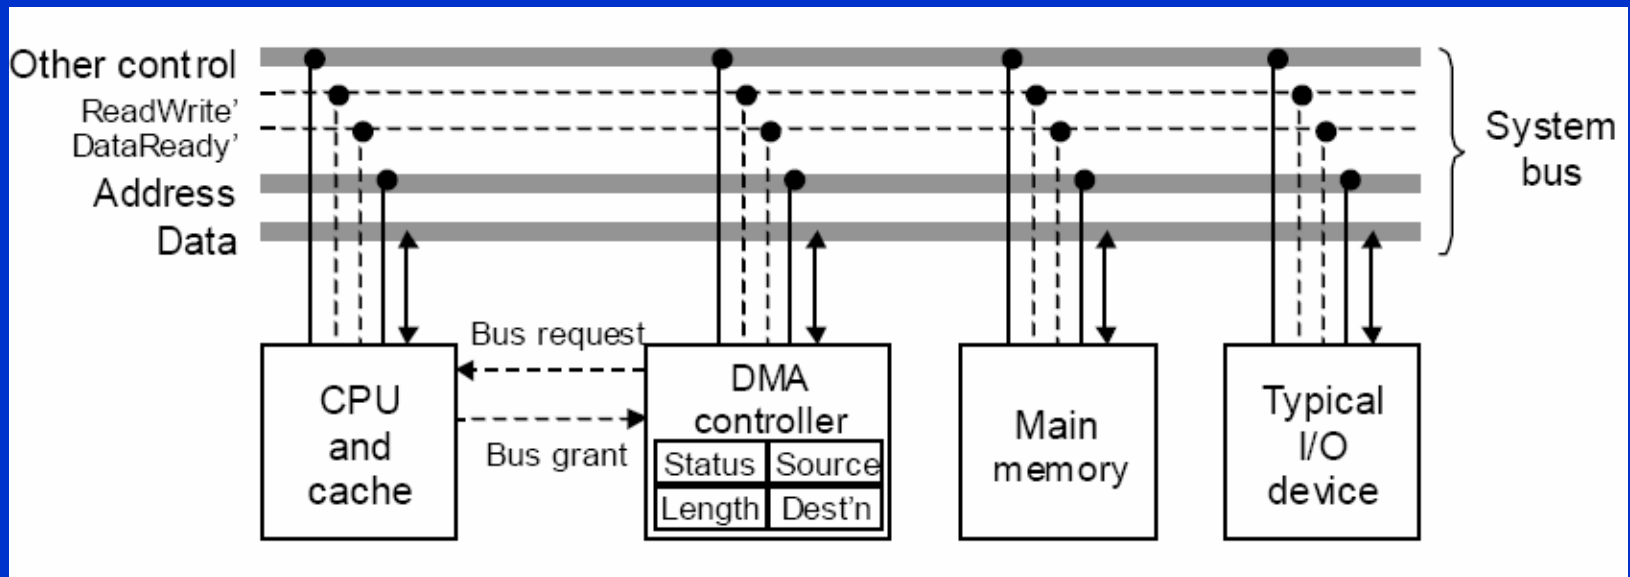 Other control
ReadWrite’
DataReady’
Address
Data
System
bus
Bus request
Bus grant
CPU
and
cache
DMA
controller
Status Source
Length Dest’n
Main
memory
Typical
I/O
device